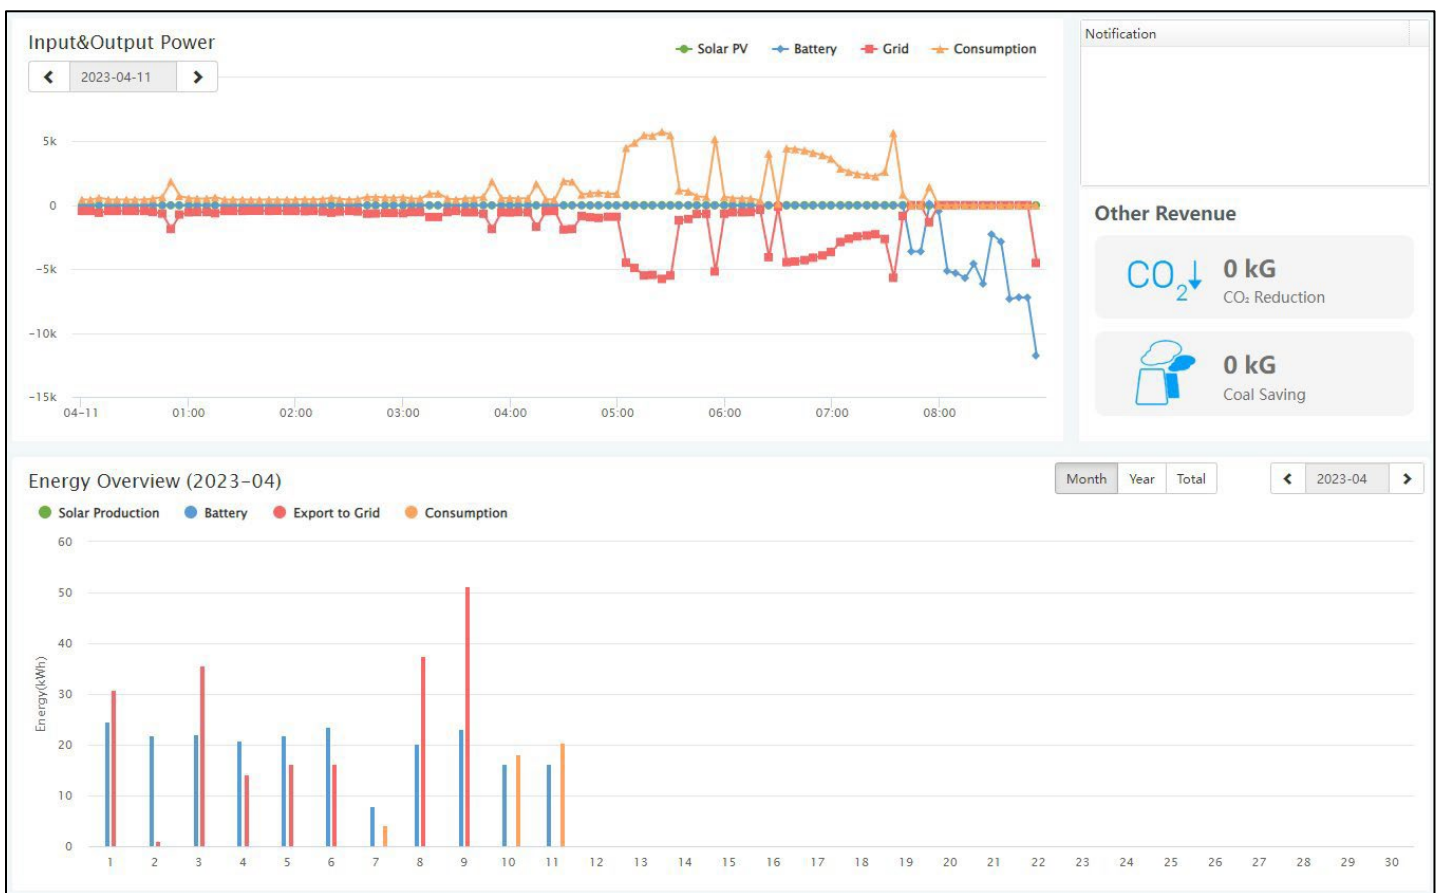 Input&Output Power
Solar PV Battery Grid Consumption
2023-04-11
5k
0
-5k
-10k
-15k
04-11 01:00 02:00 03:00 04:00 05:00 06:00 07:00 08:00
Notification
Other Revenue
CO₂ 0 kG
CO₂ Reduction
0 kG
Coal Saving
Energy Overview (2023-04)
Month Year Total 2023-04
Solar Production Battery Export to Grid Consumption
Energy(kWh)
60
50
40
30
20
10
0
1 2 3 4 5 6 7 8 9 10 11 12 13 14 15 16 17 18 19 20 21 22 23 24 25 26 27 28 29 30